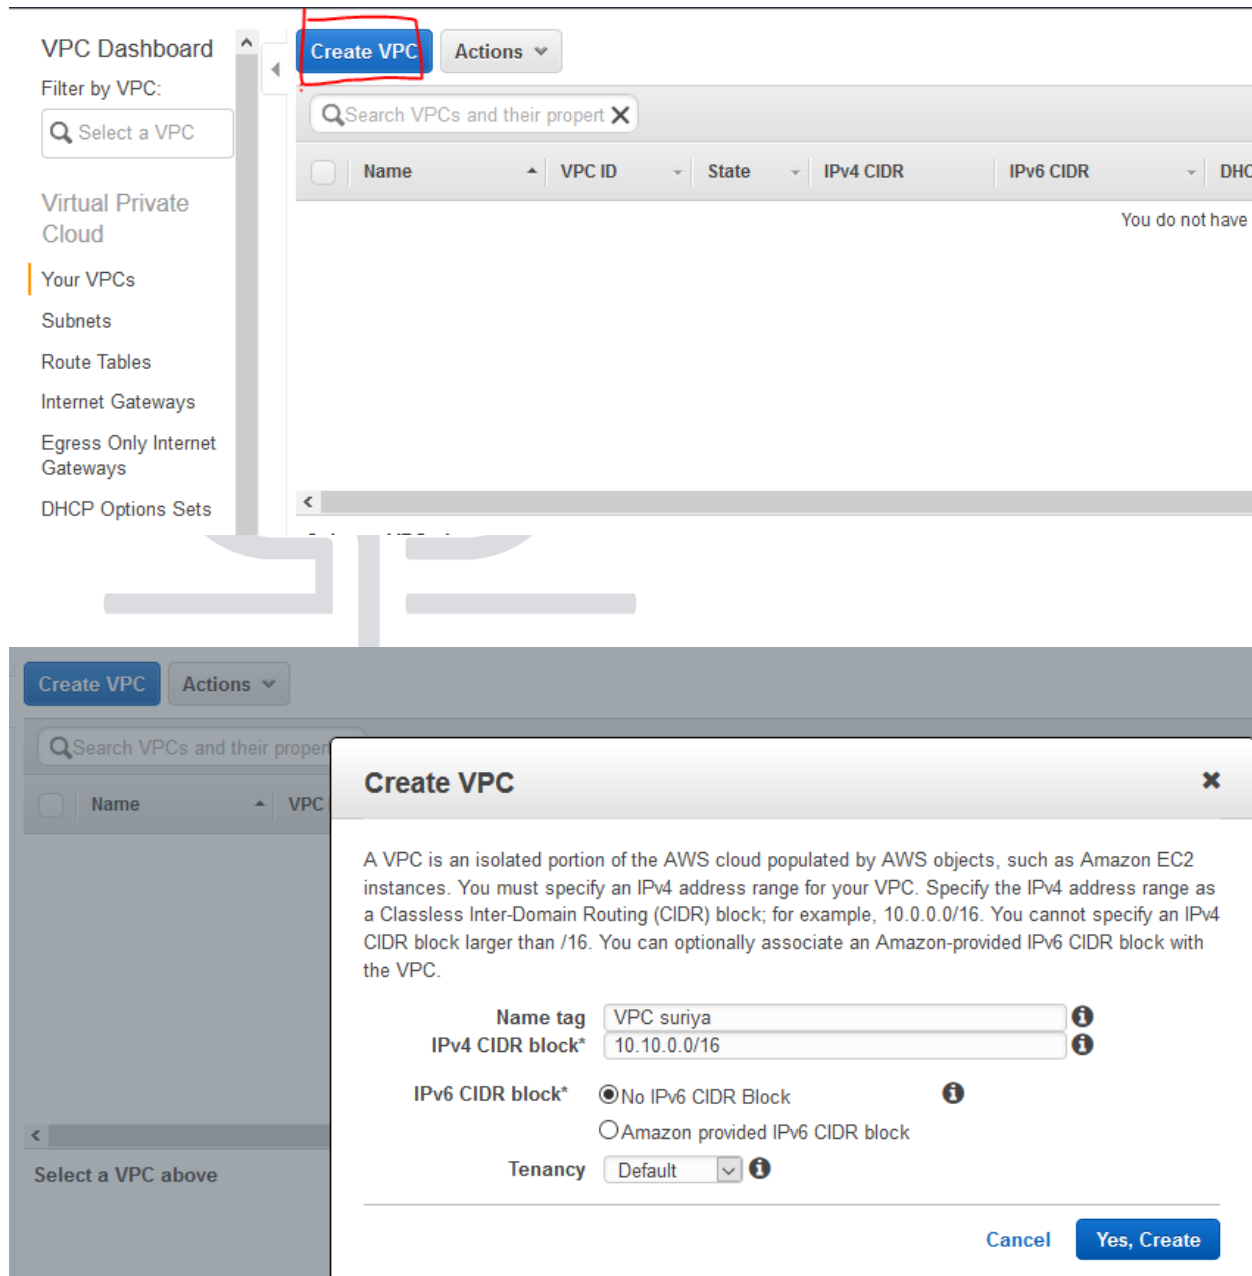 VPC Dashboard
Filter by VPC:
Select a VPC
Virtual Private
Cloud
Your VPCs
Subnets
Route Tables
Internet Gateways
Egress Only Internet
Gateways
DHCP Options Sets
Create VPC Actions
Search VPCs and their propert
Name VPC ID State IPv4 CIDR IPv6 CIDR DHC
You do not have
Create VPC Actions
Search VPCs and their proper
Name VPC
Select a VPC above
Create VPC
A VPC is an isolated portion of the AWS cloud populated by AWS objects, such as Amazon EC2
instances. You must specify an IPv4 address range for your VPC. Specify the IPv4 address range as
a Classless Inter-Domain Routing (CIDR) block; for example, 10.0.0.0/16. You cannot specify an IPv4
CIDR block larger than /16. You can optionally associate an Amazon-provided IPv6 CIDR block with
the VPC.
Name tag VPC suriya
IPv4 CIDR block* 10.10.0.0/16
IPv6 CIDR block* No IPv6 CIDR Block
Amazon provided IPv6 CIDR block
Tenancy Default
Cancel Yes, Create